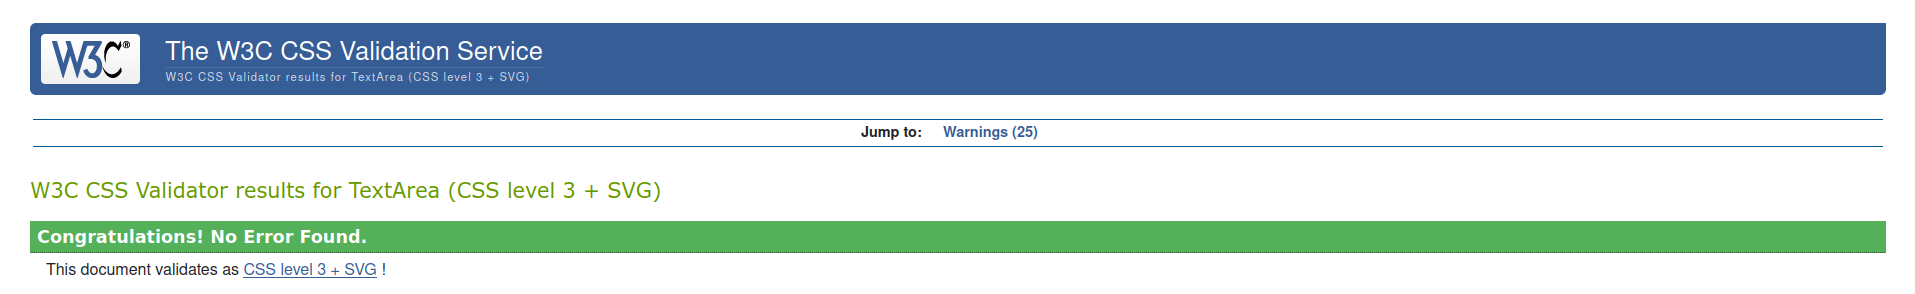 W3C®
The W3C CSS Validation Service
W3C CSS Validator results for TextArea (CSS level 3 + SVG)
Jump to: Warnings (25)
W3C CSS Validator results for TextArea (CSS level 3 + SVG)
Congratulations! No Error Found.
This document validates as CSS level 3 + SVG !